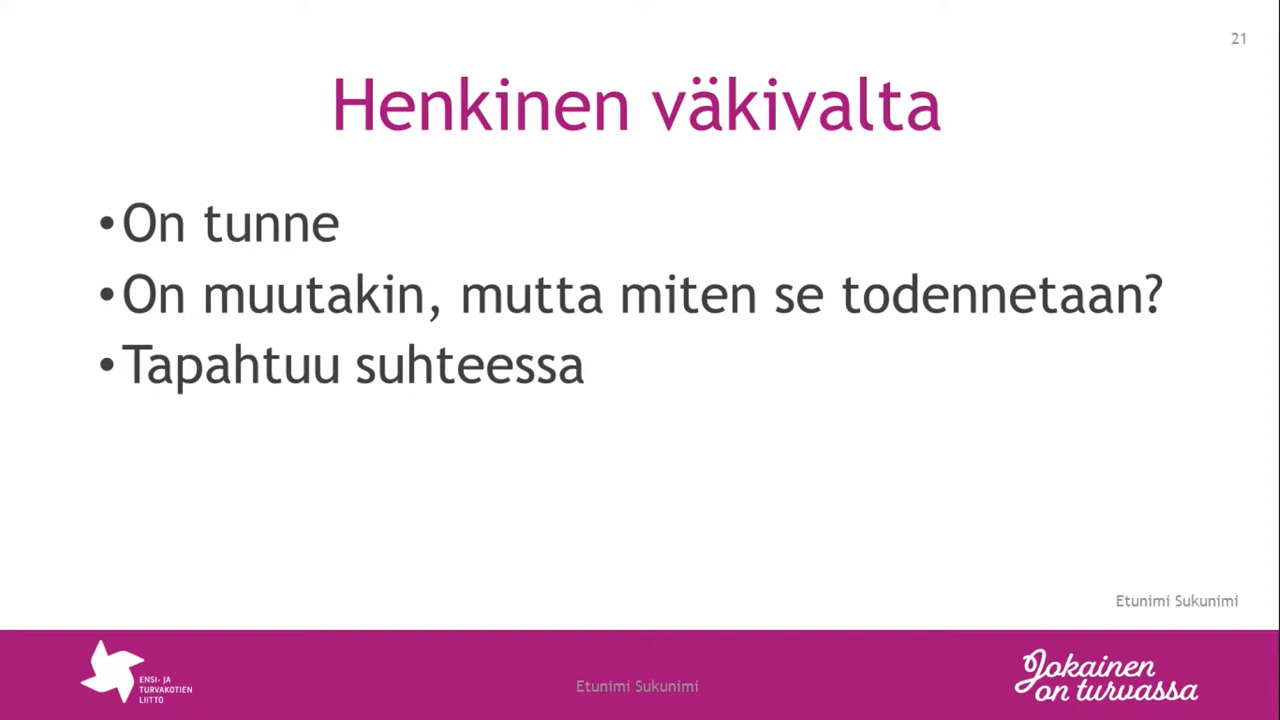 21
Henkinen väkivalta
•On tunne
•On muutakin, mutta miten se todennetaan?
•Tapahtuu suhteessa
Etunimi Sukunimi
ENSI- JA
TURVAKOTIEN
LIITTO
Etunimi Sukunimi
Jokainen
on turvassa